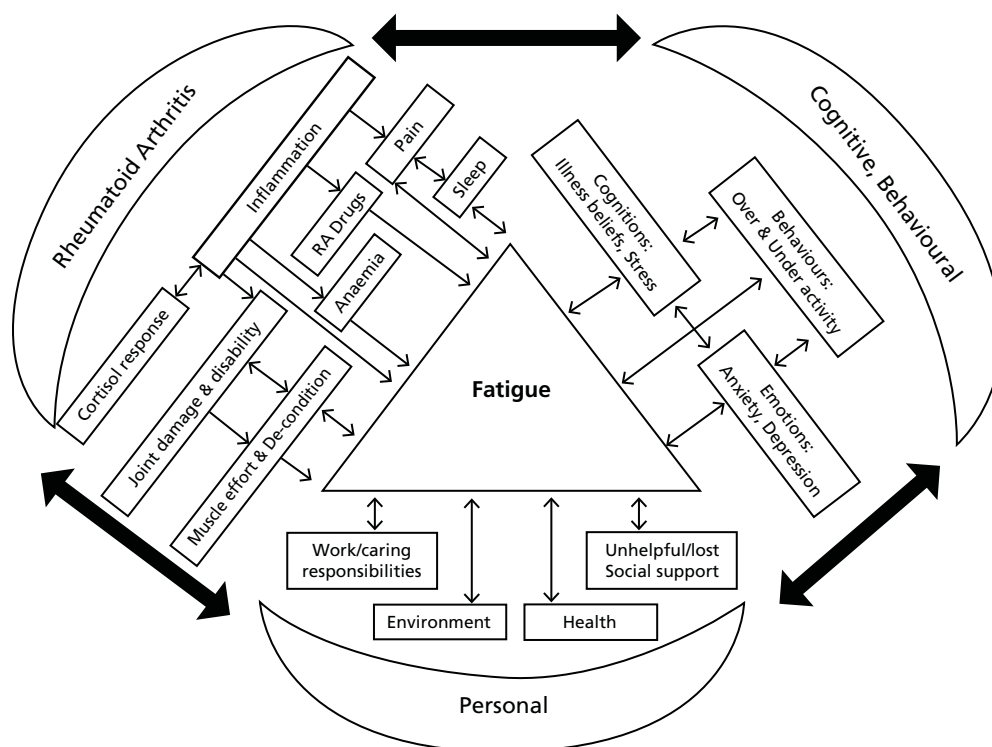 Rheumatoid Arthritis
Inflammation
Pain
Sleep
RA Drugs
Anaemia
Cortisol response
Joint damage & disability
Muscle effort & De-condition
Cognitive, Behavioural
Cognitions:
Illness beliefs, Stress
Behaviours:
Over & Under activity
Emotions:
Anxiety, Depression
Fatigue
Work/caring
responsibilities
Environment
Health
Unhelpful/lost
Social support
Personal